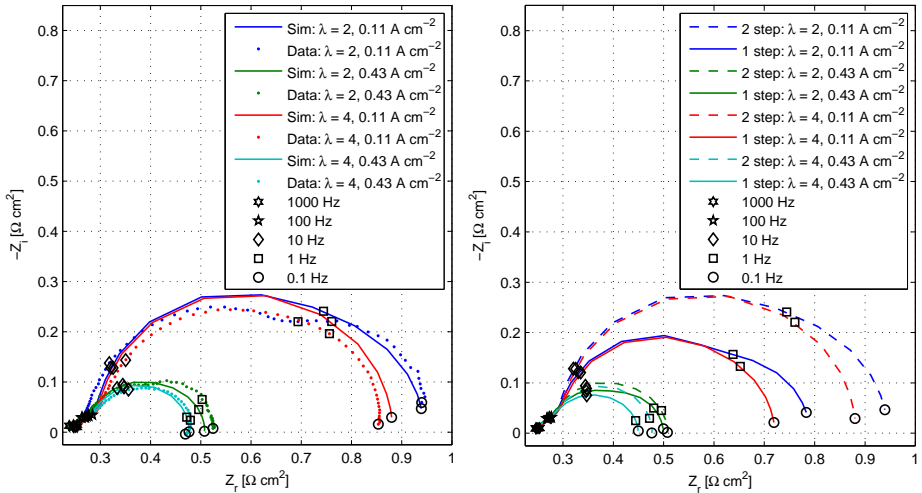 0.8
0.7
0.6
0.5
0.4
0.3
0.2
0.1
0
−Zi [Ω cm2]
0.3 0.4 0.5 0.6 0.7 0.8 0.9 1
Zr [Ω cm2]
Sim: λ = 2, 0.11 A cm−2
Data: λ = 2, 0.11 A cm−2
Sim: λ = 2, 0.43 A cm−2
Data: λ = 2, 0.43 A cm−2
Sim: λ = 4, 0.11 A cm−2
Data: λ = 4, 0.11 A cm−2
Sim: λ = 4, 0.43 A cm−2
Data: λ = 4, 0.43 A cm−2
1000 Hz
100 Hz
10 Hz
1 Hz
0.1 Hz
0.8
0.7
0.6
0.5
0.4
0.3
0.2
0.1
0
−Zi [Ω cm2]
0.3 0.4 0.5 0.6 0.7 0.8 0.9 1
Zr [Ω cm2]
2 step: λ = 2, 0.11 A cm−2
1 step: λ = 2, 0.11 A cm−2
2 step: λ = 2, 0.43 A cm−2
1 step: λ = 2, 0.43 A cm−2
2 step: λ = 4, 0.11 A cm−2
1 step: λ = 4, 0.11 A cm−2
2 step: λ = 4, 0.43 A cm−2
1 step: λ = 4, 0.43 A cm−2
1000 Hz
100 Hz
10 Hz
1 Hz
0.1 Hz